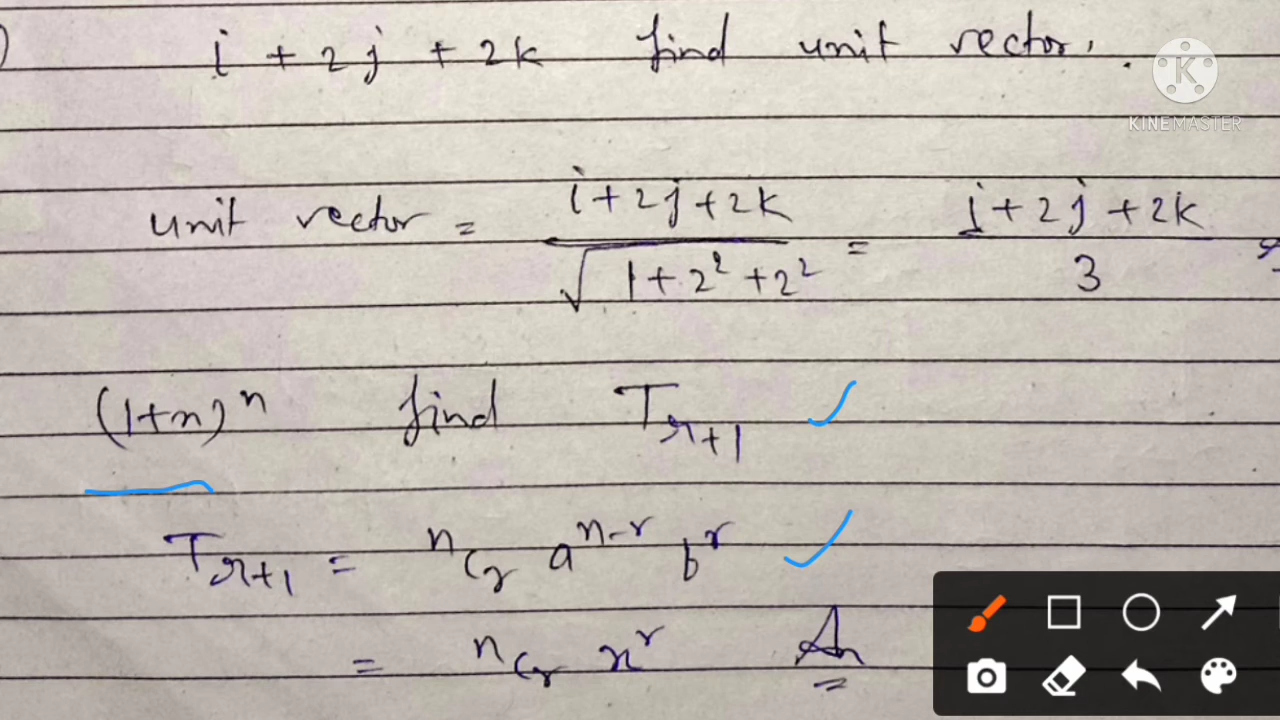 ) i + 2j + 2k find unit vector.
KINEMASTER
unit vector = i+2j+2k / √1+2²+2² = i+2j+2k / 3
(1+x)ⁿ find Tᵣ₊₁
Tᵣ₊₁ = ⁿCᵣ aⁿ⁻ʳ bʳ
= ⁿCᵣ xʳ An